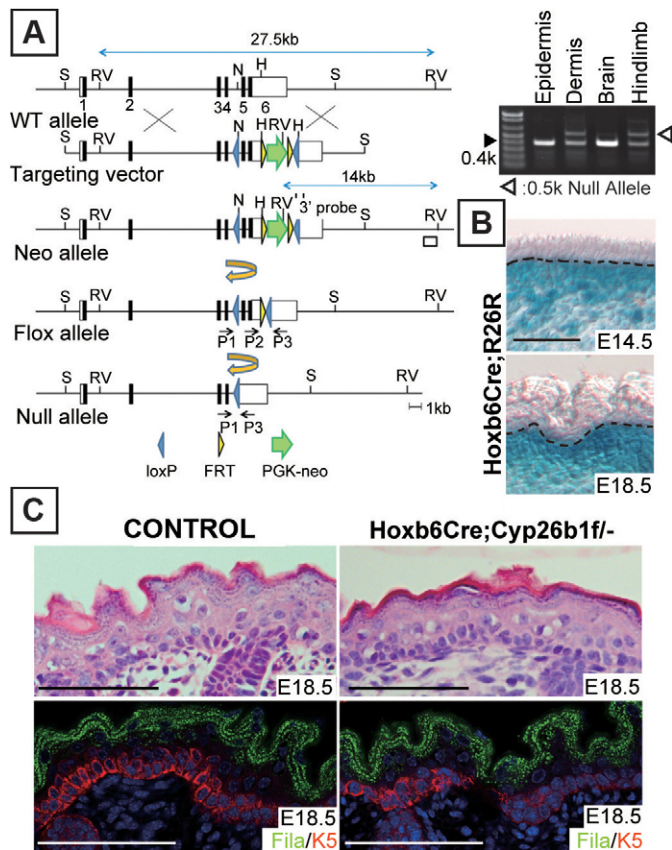 A
27.5kb
S RV N H S RV
1 2 34 5 6
WT allele
N HRV H
S S
Targeting vector
14kb
S RV N H RV 3' probe S RV
Neo allele
S RV S RV
P1 P2 P3
Flox allele
S RV S RV
P1 P3
1kb
Null allele
loxP FRT PGK-neo
Epidermis
Dermis
Brain
Hindlimb
0.4k
:0.5k Null Allele
B
Hoxb6Cre;R26R
E14.5
E18.5
C
CONTROL Hoxb6Cre;Cyp26b1f/-
E18.5 E18.5
E18.5 E18.5
Fila/K5 Fila/K5